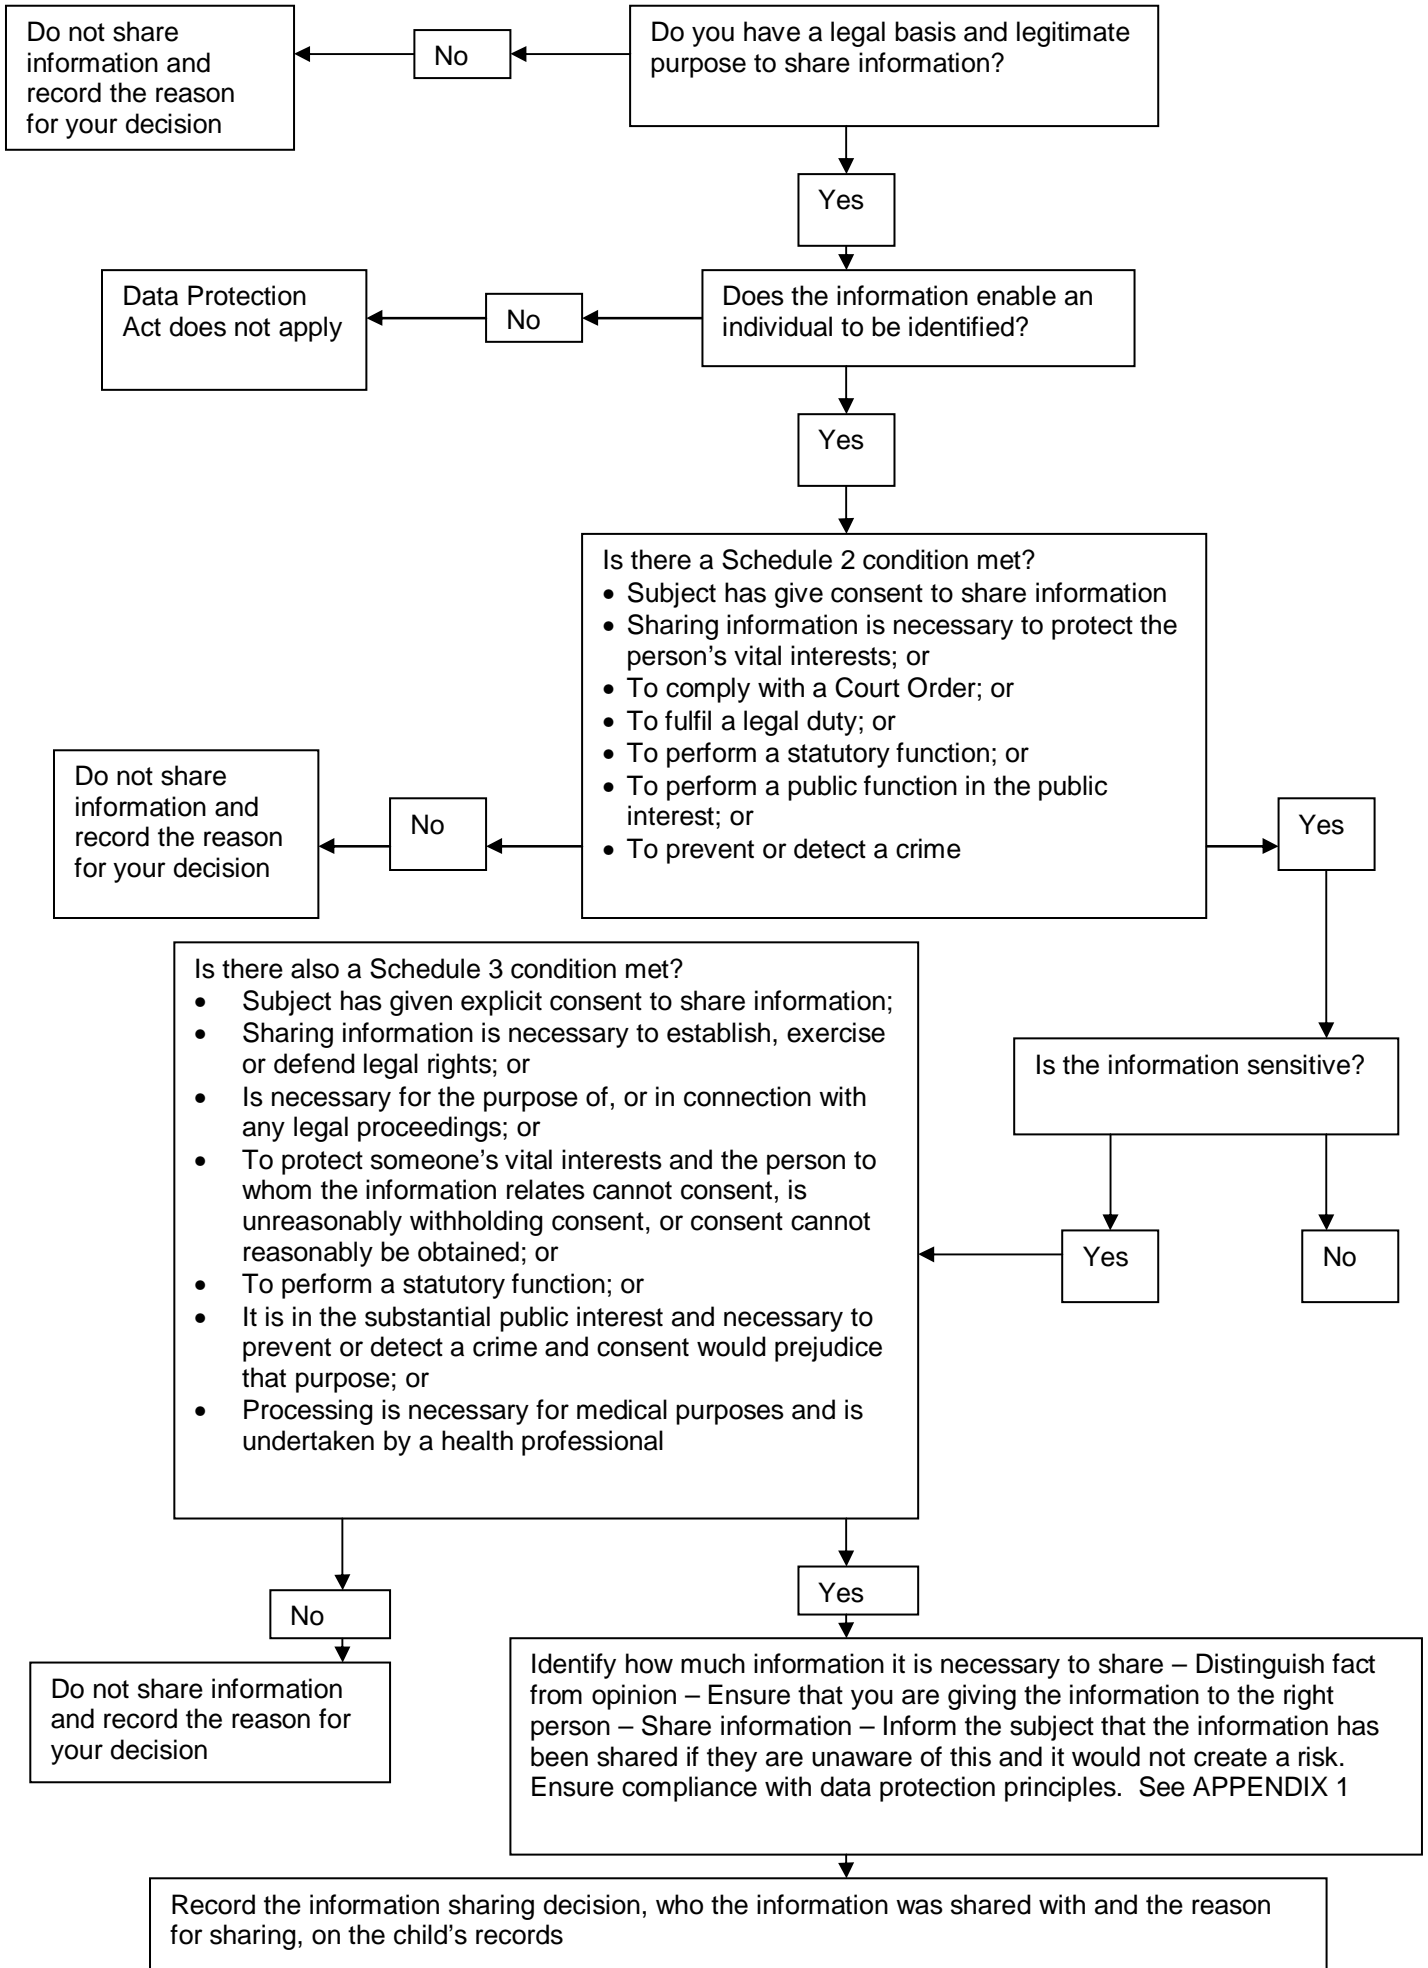 Do you have a legal basis and legitimate
purpose to share information?
No
Do not share
information and
record the reason
for your decision
Yes
Does the information enable an
individual to be identified?
No
Data Protection
Act does not apply
Yes
Is there a Schedule 2 condition met?
• Subject has give consent to share information
• Sharing information is necessary to protect the
person’s vital interests; or
• To comply with a Court Order; or
• To fulfil a legal duty; or
• To perform a statutory function; or
• To perform a public function in the public
interest; or
• To prevent or detect a crime
No
Do not share
information and
record the reason
for your decision
Yes
Is the information sensitive?
Yes
No
Is there also a Schedule 3 condition met?
• Subject has given explicit consent to share information;
• Sharing information is necessary to establish, exercise
or defend legal rights; or
• Is necessary for the purpose of, or in connection with
any legal proceedings; or
• To protect someone’s vital interests and the person to
whom the information relates cannot consent, is
unreasonably withholding consent, or consent cannot
reasonably be obtained; or
• To perform a statutory function; or
• It is in the substantial public interest and necessary to
prevent or detect a crime and consent would prejudice
that purpose; or
• Processing is necessary for medical purposes and is
undertaken by a health professional
No
Do not share information
and record the reason for
your decision
Yes
Identify how much information it is necessary to share – Distinguish fact
from opinion – Ensure that you are giving the information to the right
person – Share information – Inform the subject that the information has
been shared if they are unaware of this and it would not create a risk.
Ensure compliance with data protection principles.  See APPENDIX 1
Record the information sharing decision, who the information was shared with and the reason
for sharing, on the child’s records